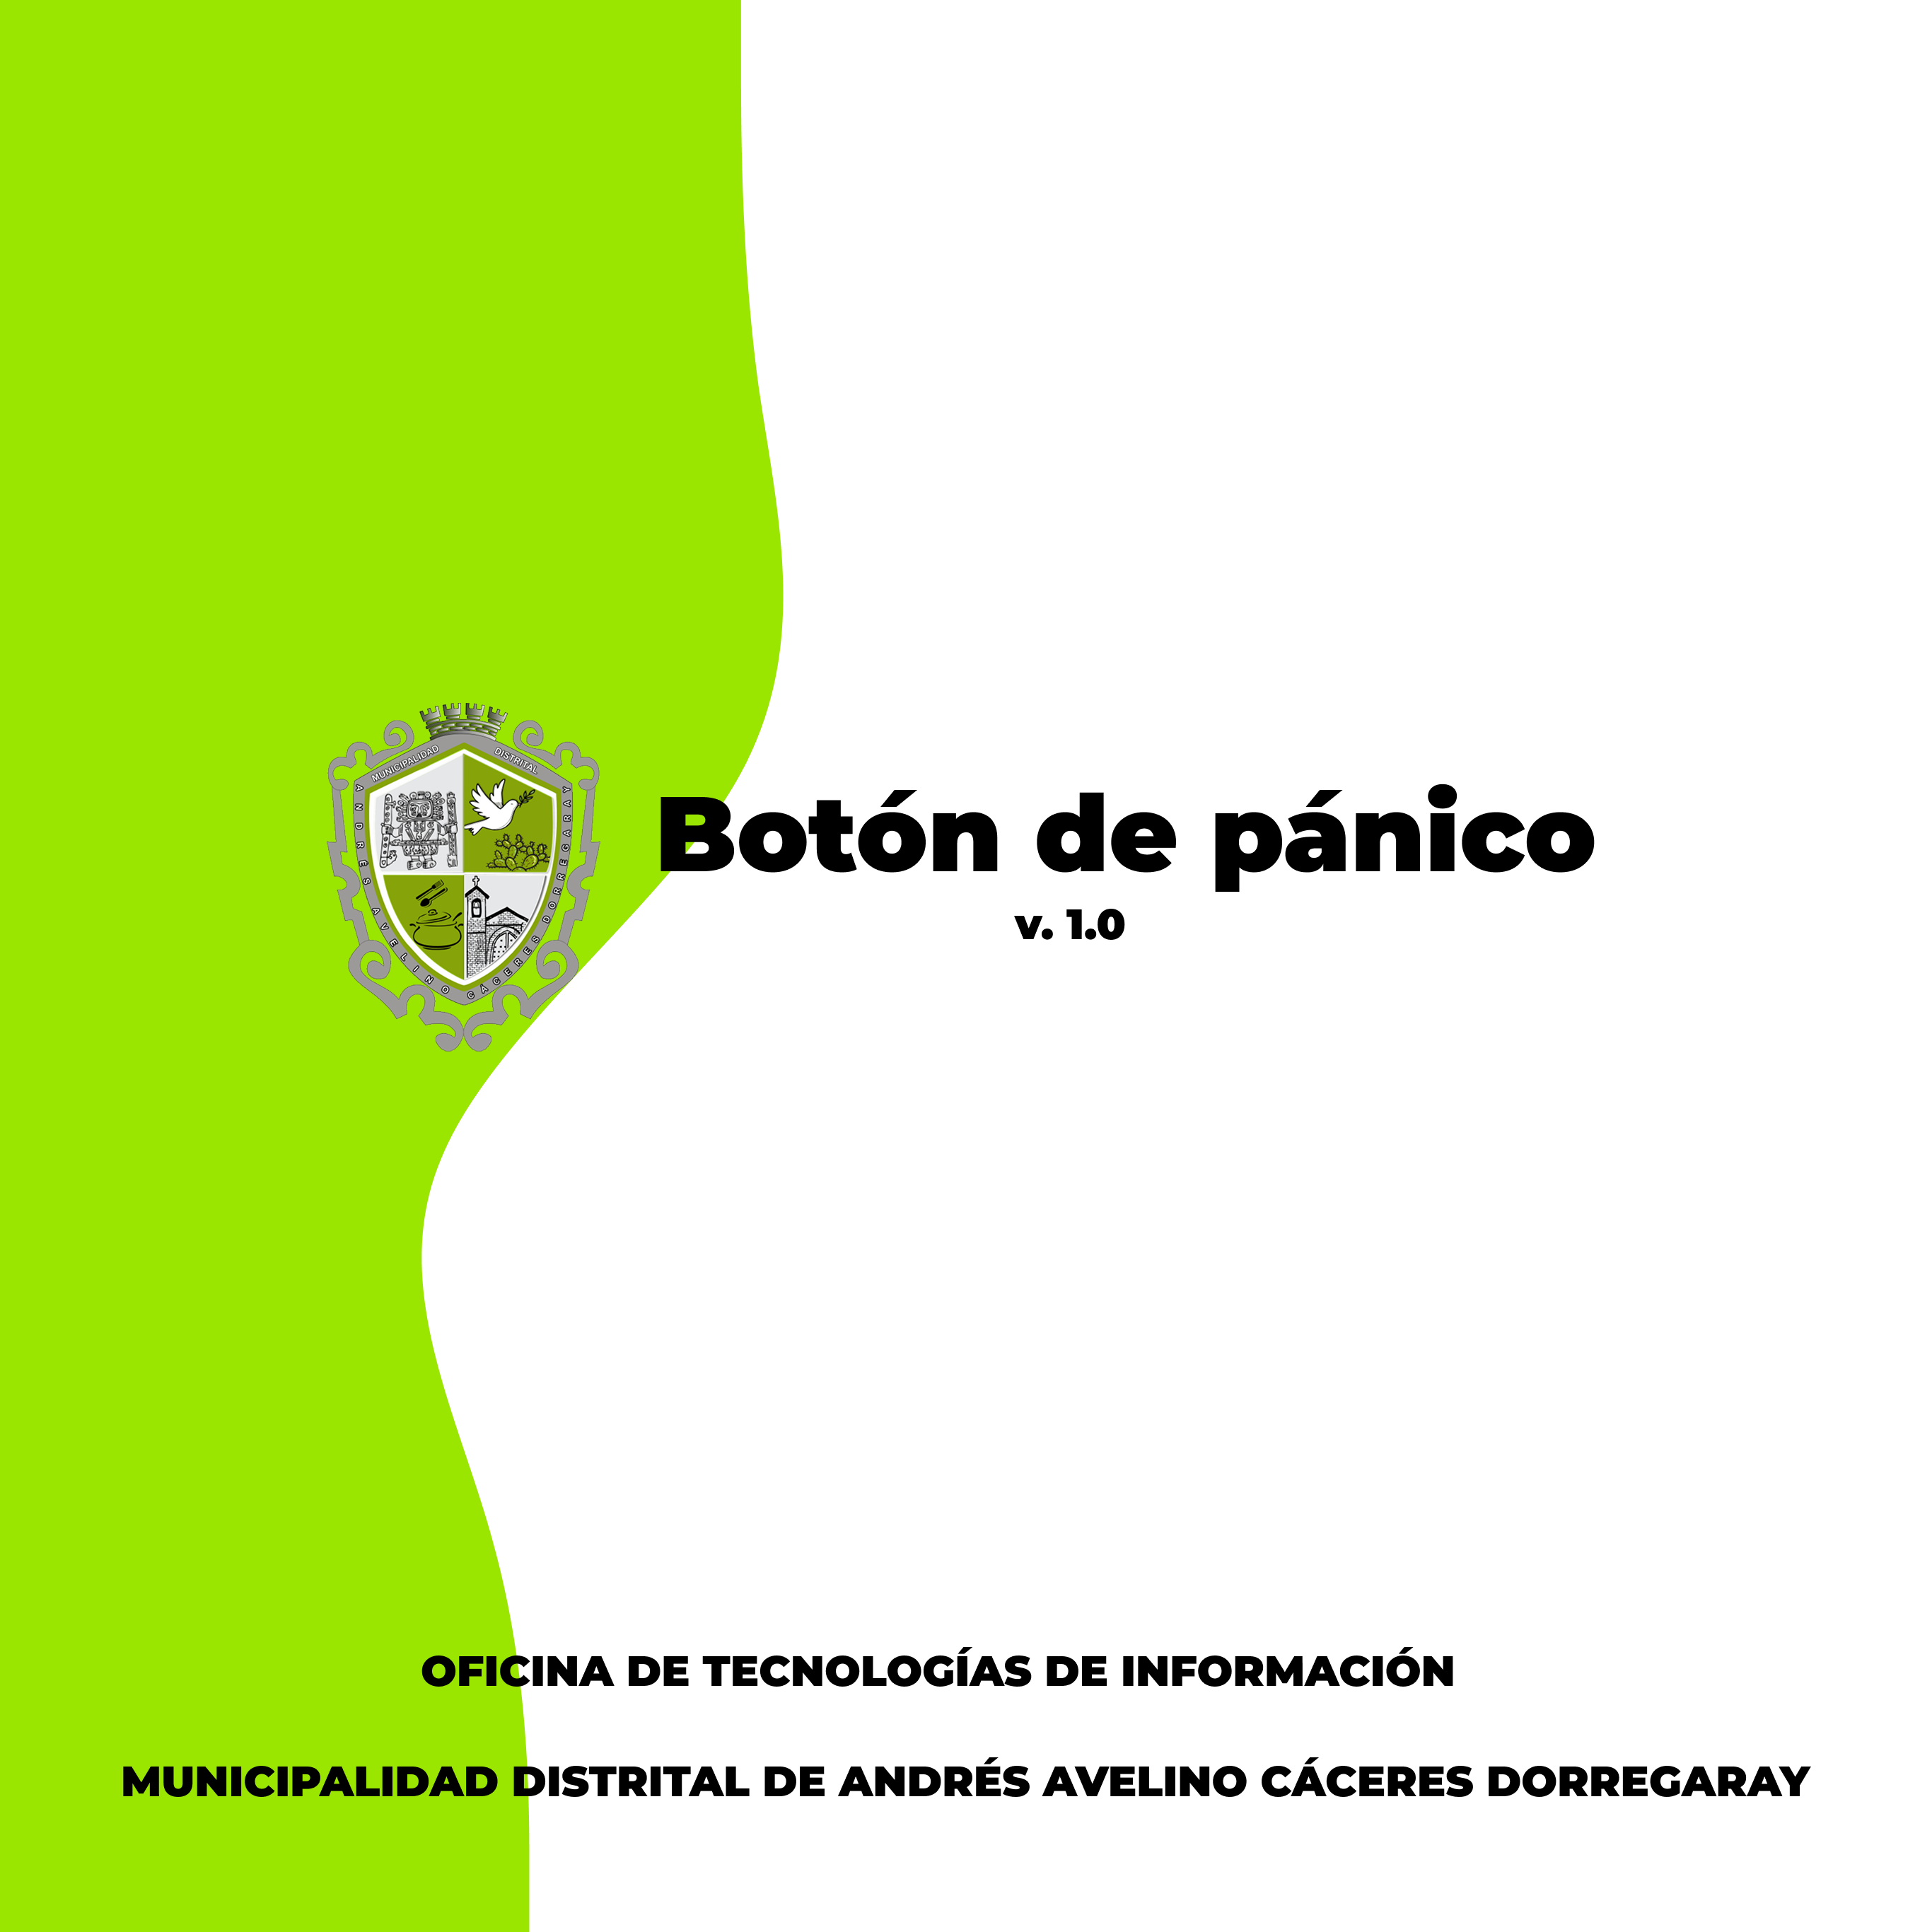 MUNICIPALIDAD DISTRITAL
ANDRÉS AVELINO CÁCERES DORREGARAY
Botón de pánico
v. 1.0
OFICINA DE TECNOLOGÍAS DE INFORMACIÓN
MUNICIPALIDAD DISTRITAL DE ANDRÉS AVELINO CÁCERES DORREGARAY